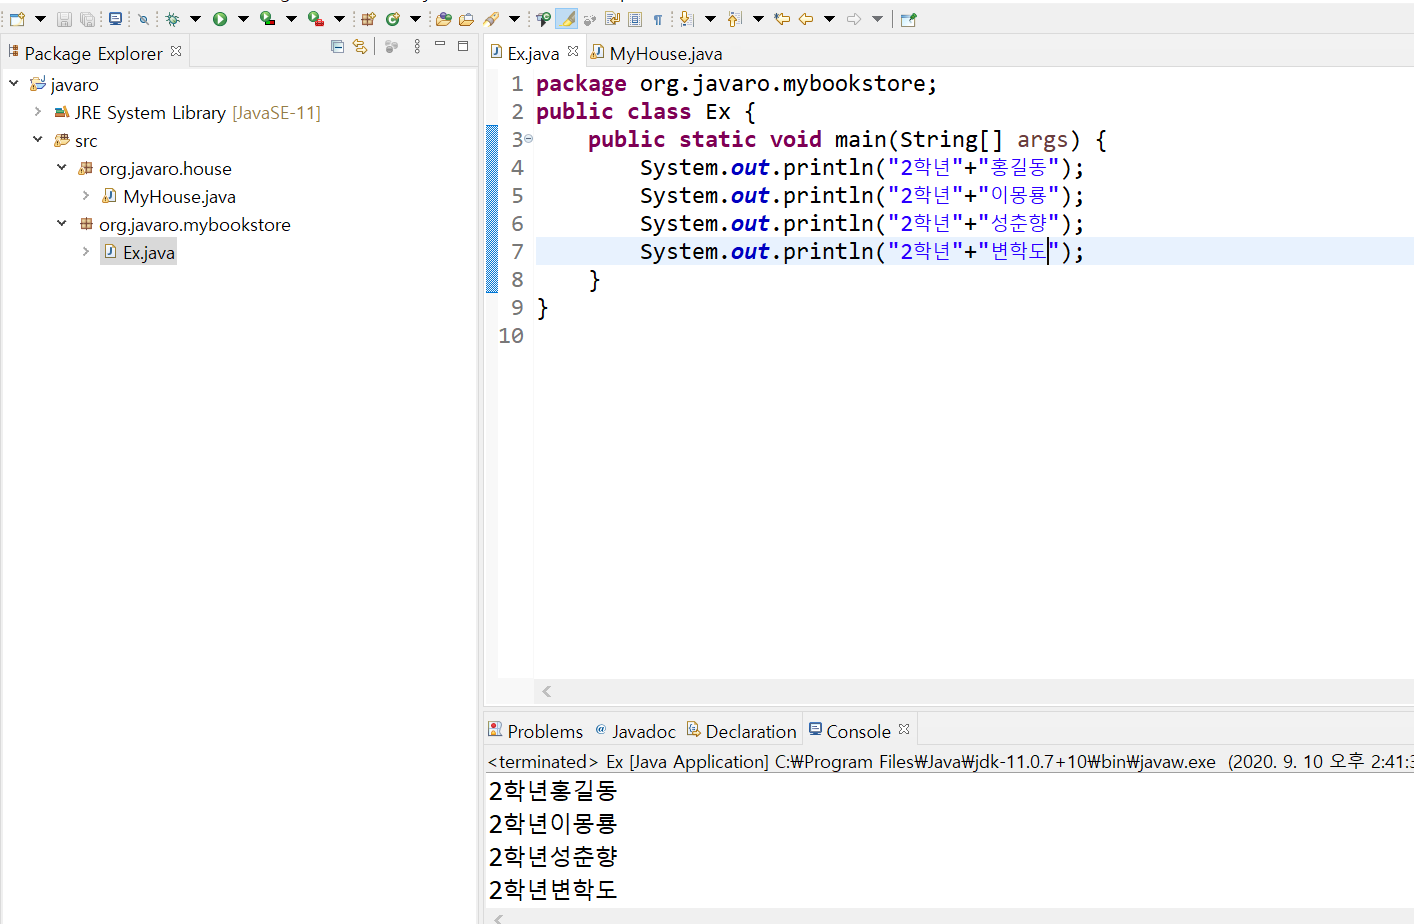 Package Explorer
javaro
JRE System Library [JavaSE-11]
src
org.javaro.house
MyHouse.java
org.javaro.mybookstore
Ex.java
Ex.java MyHouse.java
1 package org.javaro.mybookstore;
2 public class Ex {
3 public static void main(String[] args) {
4 System.out.println("2학년"+"홍길동");
5 System.out.println("2학년"+"이몽룡");
6 System.out.println("2학년"+"성춘향");
7 System.out.println("2학년"+"변학도");
8 }
9 }
10
Problems @ Javadoc Declaration Console
<terminated> Ex [Java Application] C:₩Program Files₩Java₩jdk-11.0.7+10₩bin₩javaw.exe (2020. 9. 10 오후 2:41:3
2학년홍길동
2학년이몽룡
2학년성춘향
2학년변학도